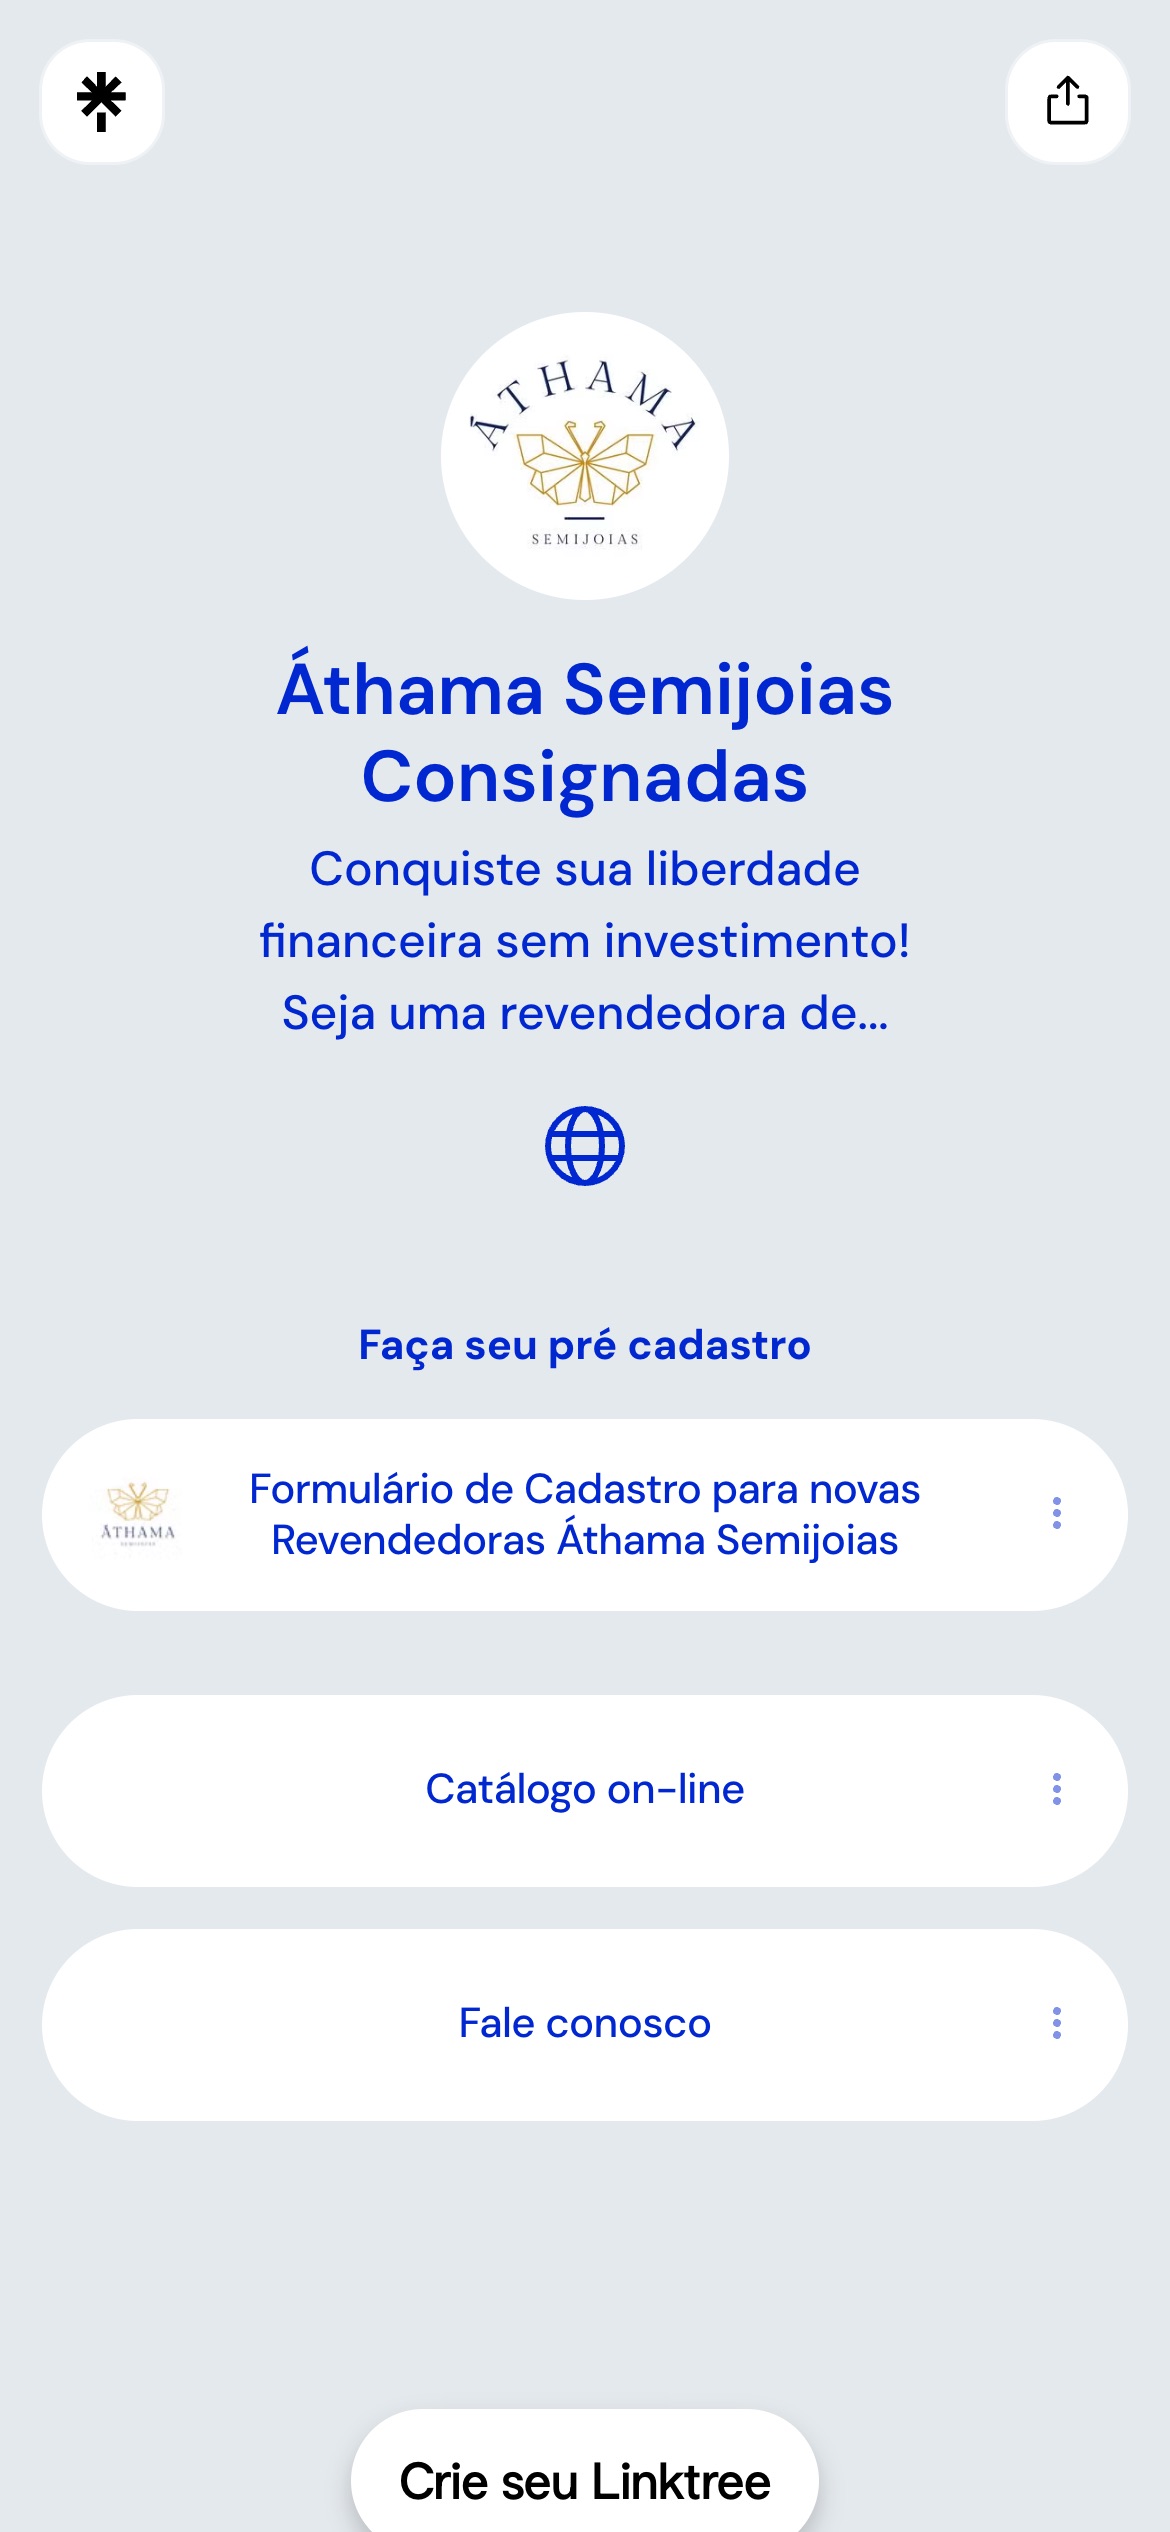 ÁTHAMA
SEMIJOIAS
Áthama Semijoias
Consignadas
Conquiste sua liberdade
financeira sem investimento!
Seja uma revendedora de...
Faça seu pré cadastro
ÁTHAMA
SEMIJOIAS
Formulário de Cadastro para novas
Revendedoras Áthama Semijoias
Catálogo on-line
Fale conosco
Crie seu Linktree